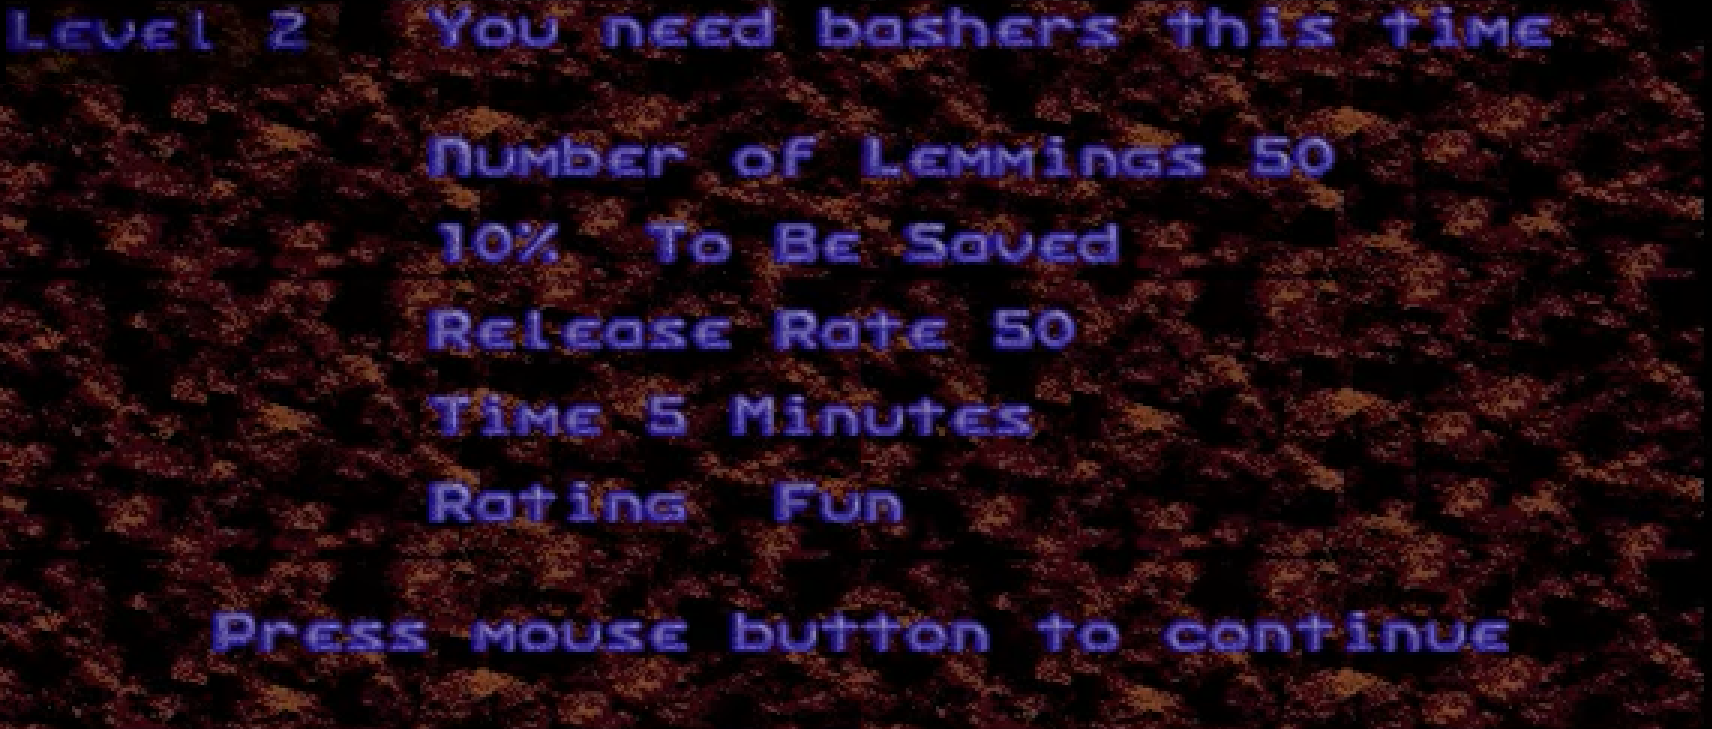 Level 2 You need bashers this time
Number of Lemmings 50
10% To Be Saved
Release Rate 50
Time 5 Minutes
Rating Fun
Press mouse button to continue